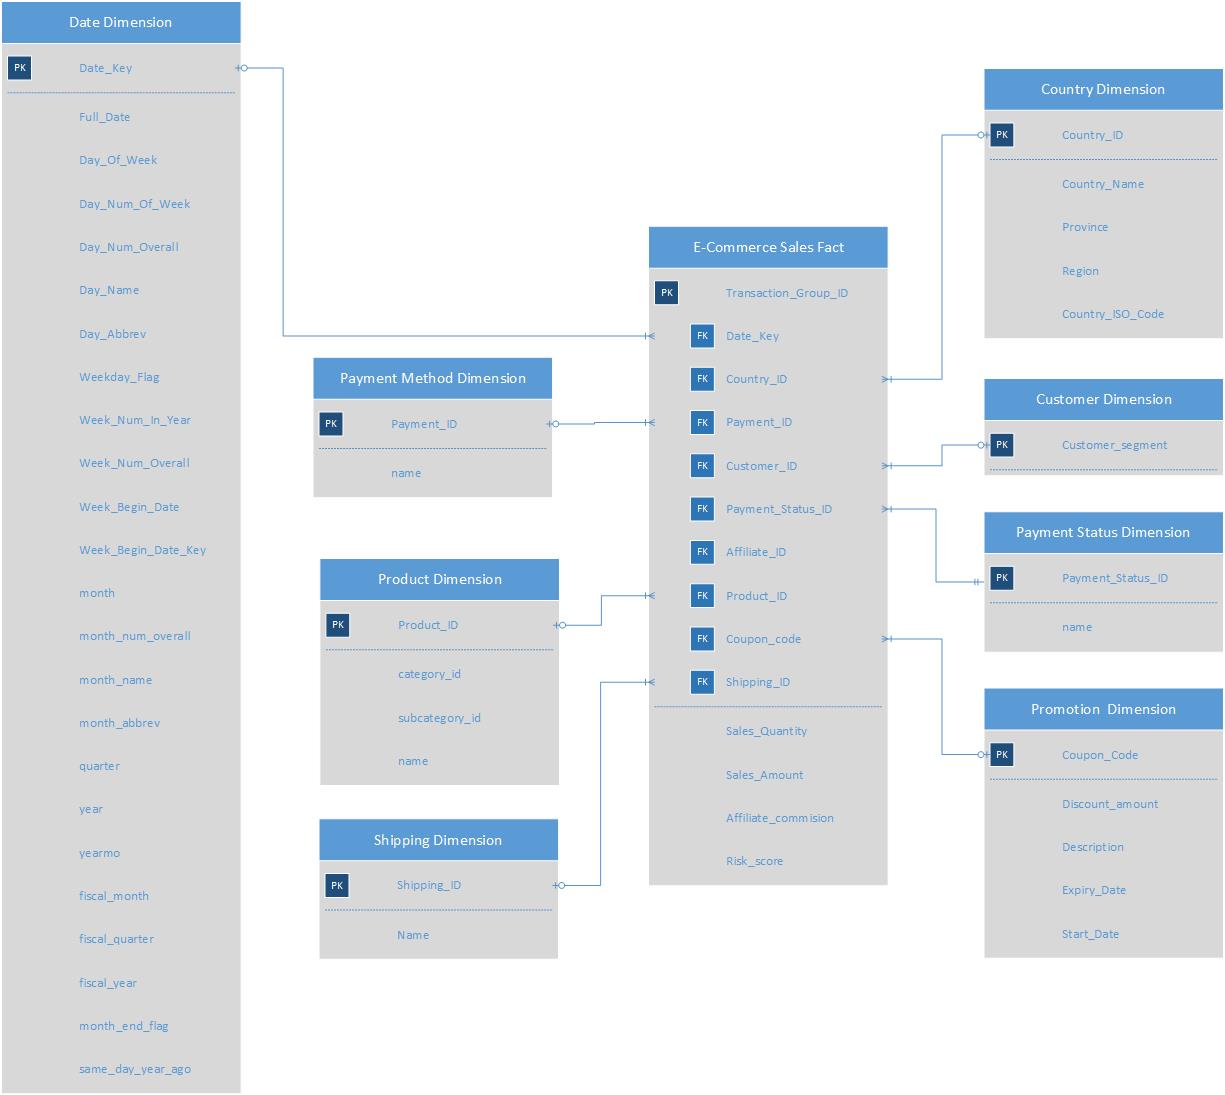 Date Dimension
PK Date_Key
Full_Date
Day_Of_Week
Day_Num_Of_Week
Day_Num_Overall
Day_Name
Day_Abbrev
Weekday_Flag
Week_Num_In_Year
Week_Num_Overall
Week_Begin_Date
Week_Begin_Date_Key
month
month_num_overall
month_name
month_abbrev
quarter
year
yearmo
fiscal_month
fiscal_quarter
fiscal_year
month_end_flag
same_day_year_ago
Payment Method Dimension
PK Payment_ID
name
Product Dimension
PK Product_ID
category_id
subcategory_id
name
Shipping Dimension
PK Shipping_ID
Name
E-Commerce Sales Fact
PK Transaction_Group_ID
FK Date_Key
FK Country_ID
FK Payment_ID
FK Customer_ID
FK Payment_Status_ID
FK Affiliate_ID
FK Product_ID
FK Coupon_code
FK Shipping_ID
Sales_Quantity
Sales_Amount
Affiliate_commision
Risk_score
Country Dimension
PK Country_ID
Country_Name
Province
Region
Country_ISO_Code
Customer Dimension
PK Customer_segment
Payment Status Dimension
PK Payment_Status_ID
name
Promotion  Dimension
PK Coupon_Code
Discount_amount
Description
Expiry_Date
Start_Date